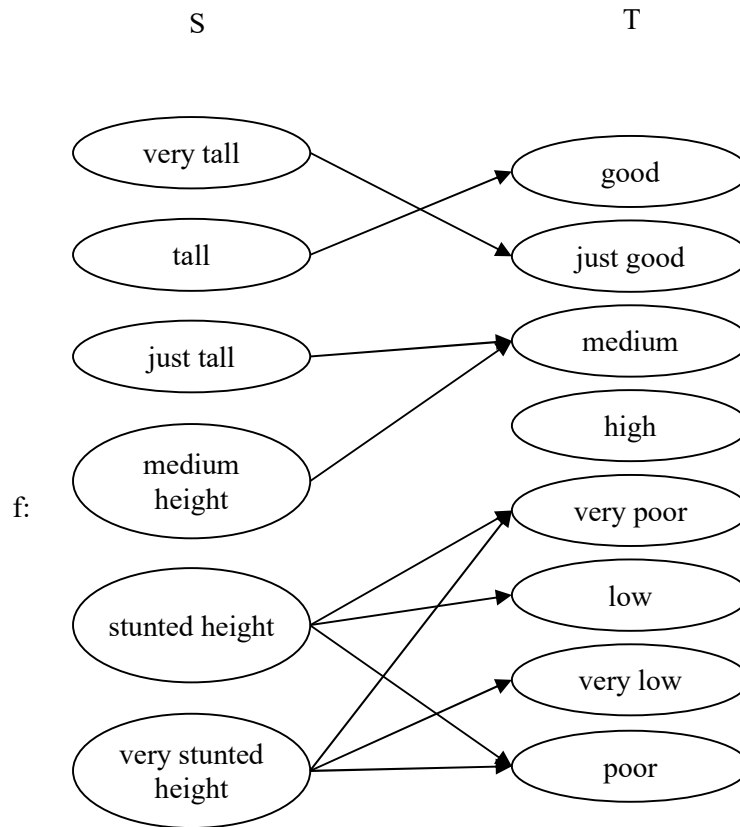 S
T
very tall
tall
just tall
medium
height
f:
stunted height
very stunted
height
good
just good
medium
high
very poor
low
very low
poor